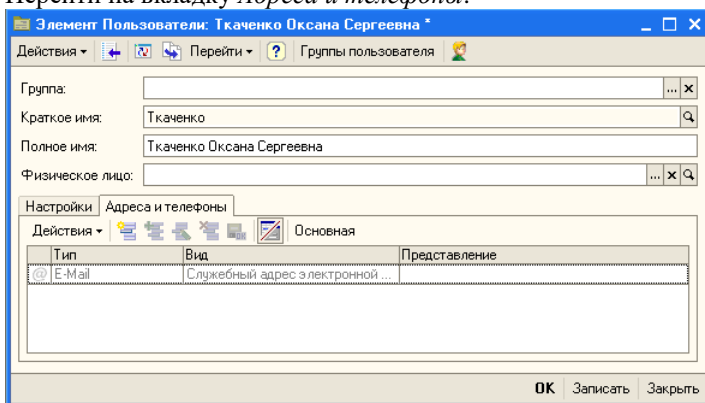 Перейти на вкладку Адреса и телефоны.
Элемент Пользователи: Ткаченко Оксана Сергеевна *
Действия Перейти Группы пользователя
Группа:
Краткое имя: Ткаченко
Полное имя: Ткаченко Оксана Сергеевна
Физическое лицо:
Настройки Адреса и телефоны
Действия Основная
Тип Вид Представление
@ E-Mail Служебный адрес электронной ...
OK Записать Закрыть